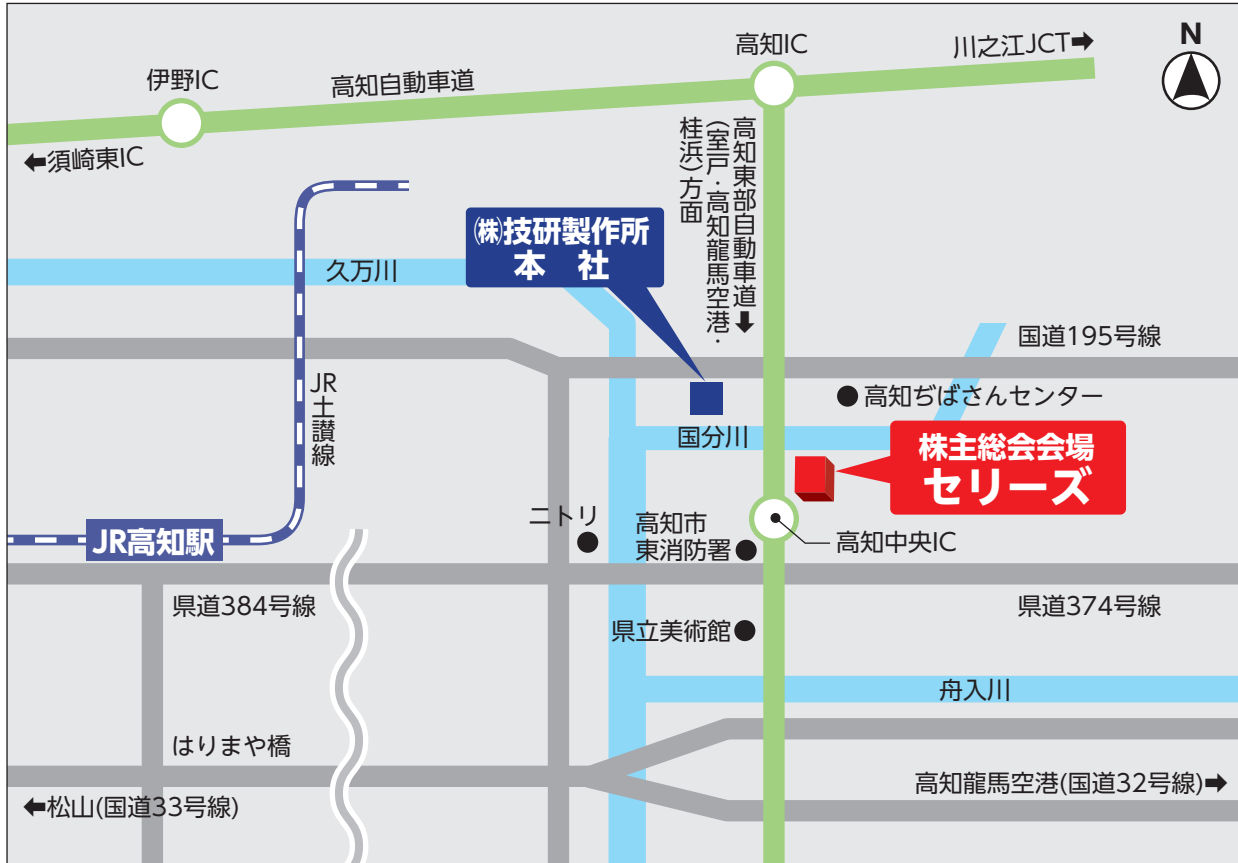 N
高知IC
川之江JCT➡
伊野IC
高知自動車道
⬅須崎東IC
高知東部自動車道➡
(室戸・高知龍馬空港・
桂浜)方面
㈱技研製作所
本　社
久万川
国道195号線
JR土讃線
高知ぢばさんセンター
国分川
株主総会会場
セリーズ
ニトリ
高知市
東消防署
JR高知駅
高知中央IC
県道384号線
県道374号線
県立美術館
舟入川
はりまや橋
高知龍馬空港(国道32号線)➡
⬅松山(国道33号線)